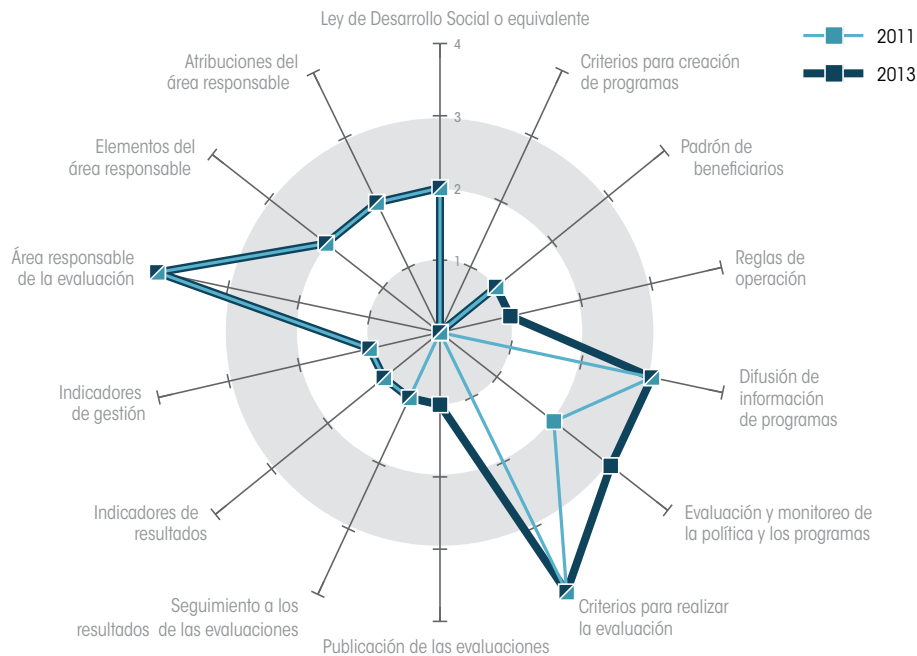 Ley de Desarrollo Social o equivalente
4
3
2
1
2011
2013
Criterios para creación
de programas
Padrón de
beneficiarios
Reglas de
operación
Difusión de
información
de programas
Evaluación y monitoreo de
la política y los programas
Criterios para realizar
la evaluación
Publicación de las evaluaciones
Seguimiento a los
resultados de las evaluaciones
Indicadores de
resultados
Indicadores
de gestión
Área responsable
de la evaluación
Elementos del
área responsable
Atribuciones del
área responsable